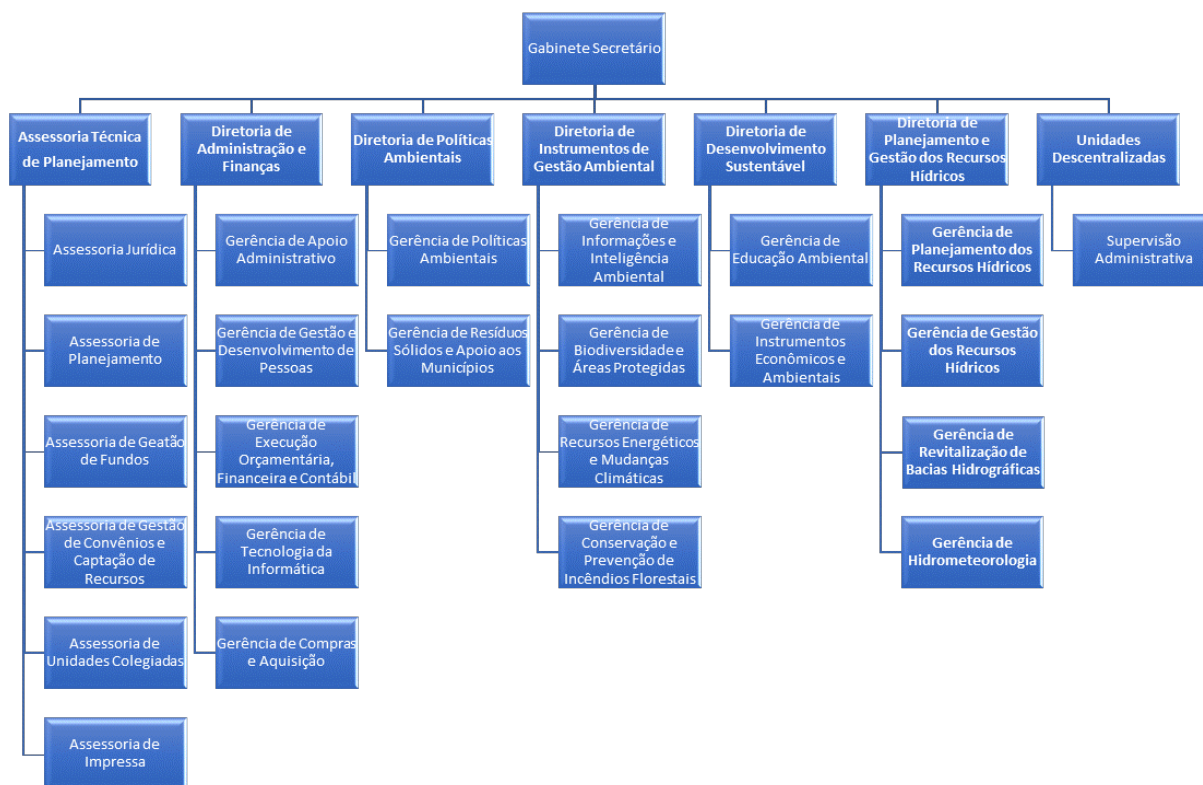 Gabinete Secretário
Assessoria Técnica
de Planejamento
Diretoria de
Administração e
Finanças
Diretoria de Políticas
Ambientais
Diretoria de
Instrumentos de
Gestão Ambiental
Diretoria de
Desenvolvimento
Sustentável
Diretoria de
Planejamento e
Gestão dos Recursos
Hídricos
Unidades
Descentralizadas
Assessoria Jurídica
Gerência de Apoio
Administrativo
Gerência de Políticas
Ambientais
Gerência de
Informações e
Inteligência
Ambiental
Gerência de
Educação Ambiental
Gerência de
Planejamento dos
Recursos Hídricos
Supervisão
Administrativa
Assessoria de
Planejamento
Gerência de Gestão e
Desenvolvimento de
Pessoas
Gerência de Resíduos
Sólidos e Apoio aos
Municípios
Gerência de
Biodiversidade e
Áreas Protegidas
Gerência de
Instrumentos
Econômicos e
Ambientais
Gerência de Gestão
dos Recursos
Hídricos
Assessoria de Geatão
de Fundos
Gerência de
Execução
Orçamentária,
Financeira e Contábil
Gerência de
Recursos Energéticos
e Mudanças
Climáticas
Gerência de
Revitalização de
Bacias Hidrográficas
Assessoria de Gestão
de Convênios e
Captação de
Recursos
Gerência de
Tecnologia da
Informática
Gerência de
Conservação e
Prevenção de
Incêndios Florestais
Gerência de
Hidrometeorologia
Assessoria de
Unidades Colegiadas
Gerência de Compras
e Aquisição
Assessoria de
Impressa